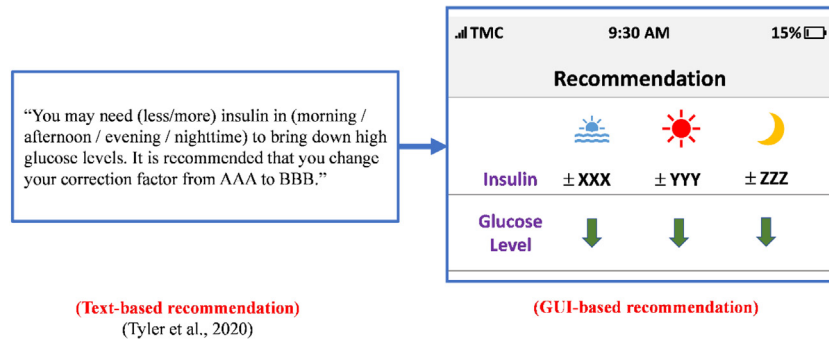 “You may need (less/more) insulin in (morning /
afternoon / evening / nighttime) to bring down high
glucose levels. It is recommended that you change
your correction factor from AAA to BBB.”
(Text-based recommendation)
(Tyler et al., 2020)
TMC 9:30 AM 15%
Recommendation
Insulin ± XXX ± YYY ± ZZZ
Glucose
Level
(GUI-based recommendation)